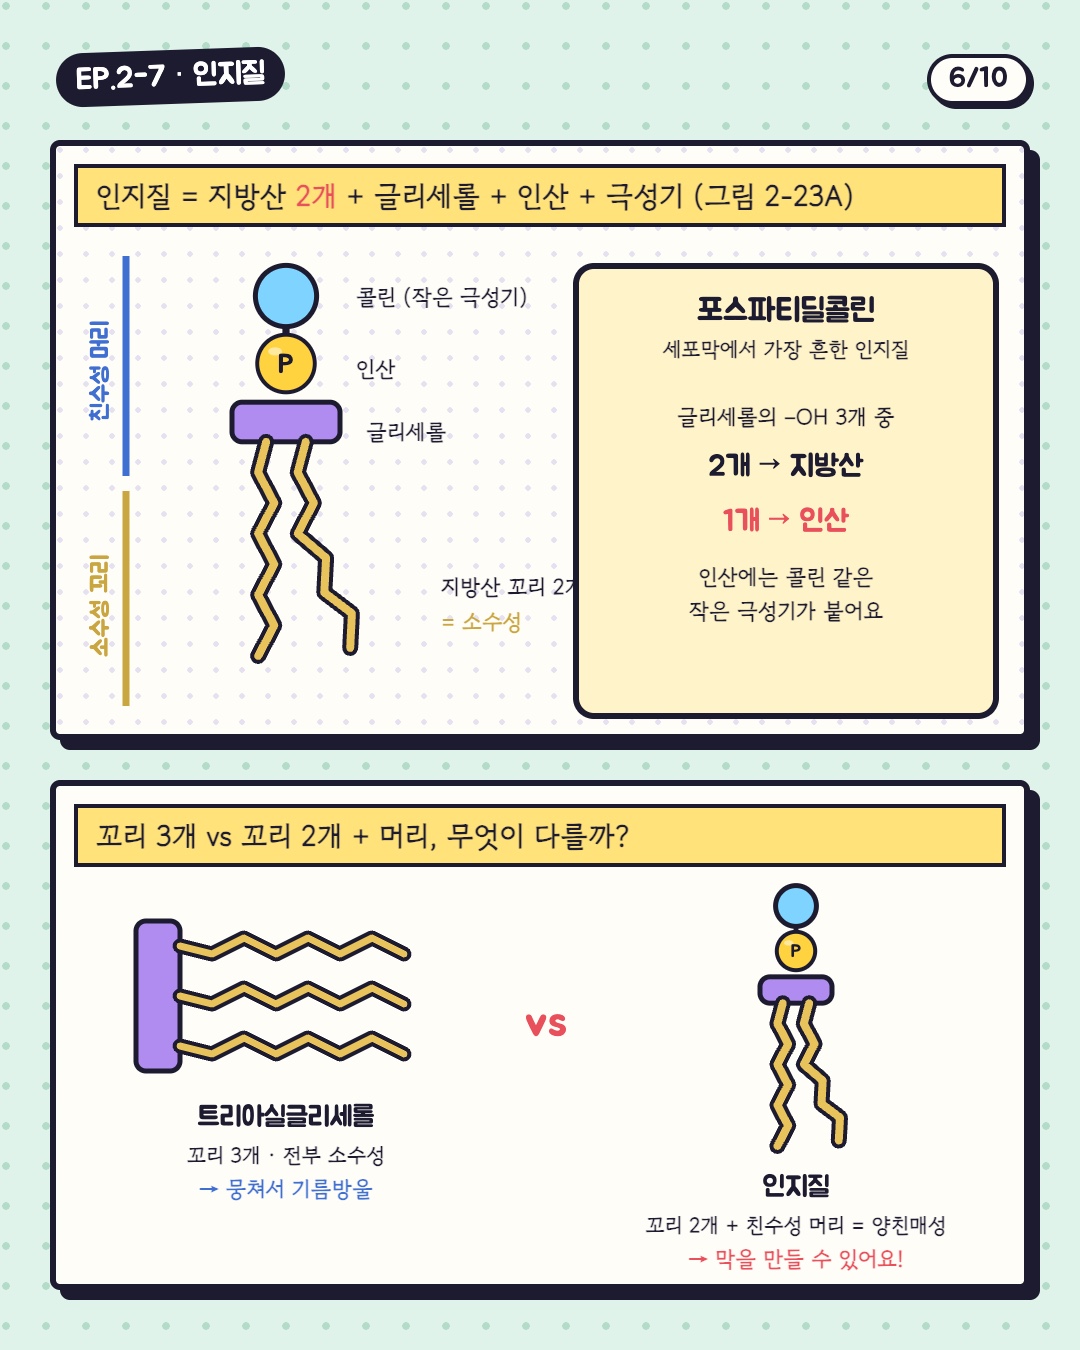 EP.2-7 · 인지질
6/10
인지질 = 지방산 2개 + 글리세롤 + 인산 + 극성기 (그림 2-23A)
친수성 머리
소수성 꼬리
콜린 (작은 극성기)
P
인산
글리세롤
지방산 꼬리
= 소수성
포스파티딜콜린
세포막에서 가장 흔한 인지질
글리세롤의 –OH 3개 중
2개 → 지방산
1개 → 인산
인산에는 콜린 같은
작은 극성기가 붙어요
꼬리 3개 vs 꼬리 2개 + 머리, 무엇이 다를까?
트리아실글리세롤
꼬리 3개 · 전부 소수성
→ 뭉쳐서 기름방울
vs
P
인지질
꼬리 2개 + 친수성 머리 = 양친매성
→ 막을 만들 수 있어요!